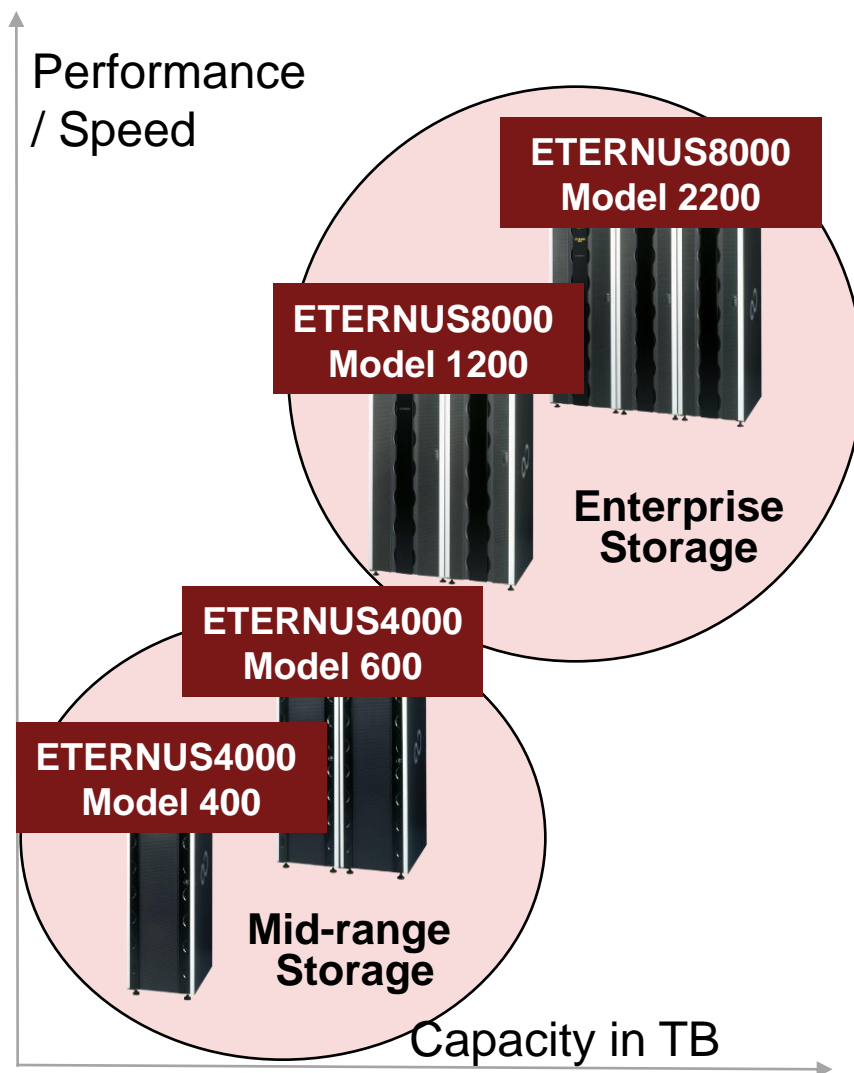 Performance
/ Speed
ETERNUS8000
Model 2200
ETERNUS8000
Model 1200
Enterprise
Storage
ETERNUS4000
Model 600
ETERNUS4000
Model 400
Mid-range
Storage
Capacity in TB